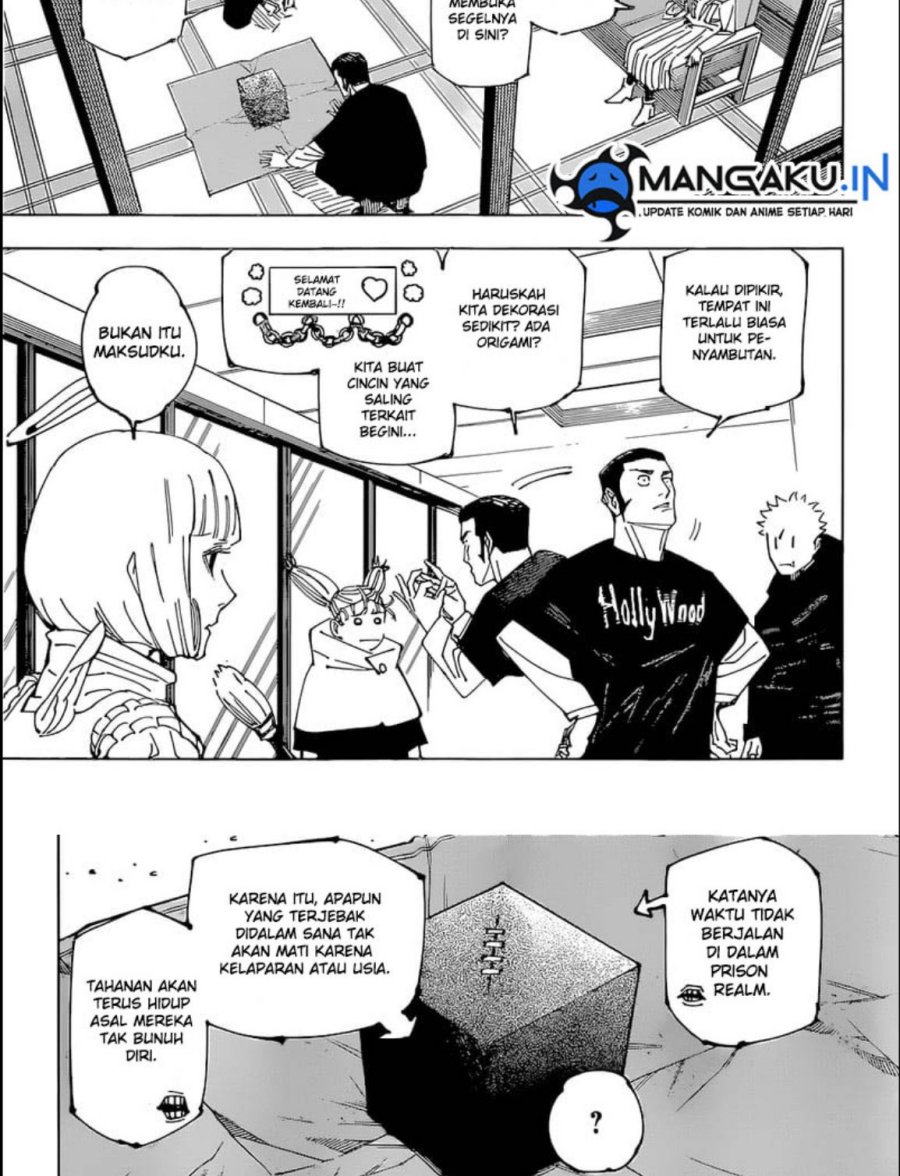 MEMBUKA
SEGELNYA
DI SINI?
MANGAKU.IN
UPDATE KOMIK DAN ANIME SETIAP HARI
KALAU DIPIKIR,
TEMPAT INI
TERLALU BIASA
UNTUK PE-
NYAMBUTAN.
HARUSKAH
KITA DEKORASI
SEDIKIT? ADA
ORIGAMI?
SELAMAT
DATANG
KEMBALI~!!
KITA BUAT
CINCIN YANG
SALING
TERKAIT
BEGINI...
BUKAN ITU
MAKSUDKU.
HollyWood
KATANYA
WAKTU TIDAK
BERJALAN
DI DALAM
PRISON
REALM.
KARENA ITU, APAPUN
YANG TERJEBAK
DIDALAM SANA TAK
AKAN MATI KARENA
KELAPARAN ATAU USIA.
TAHANAN AKAN
TERUS HIDUP
ASAL MEREKA
TAK BUNUH
DIRI.
?